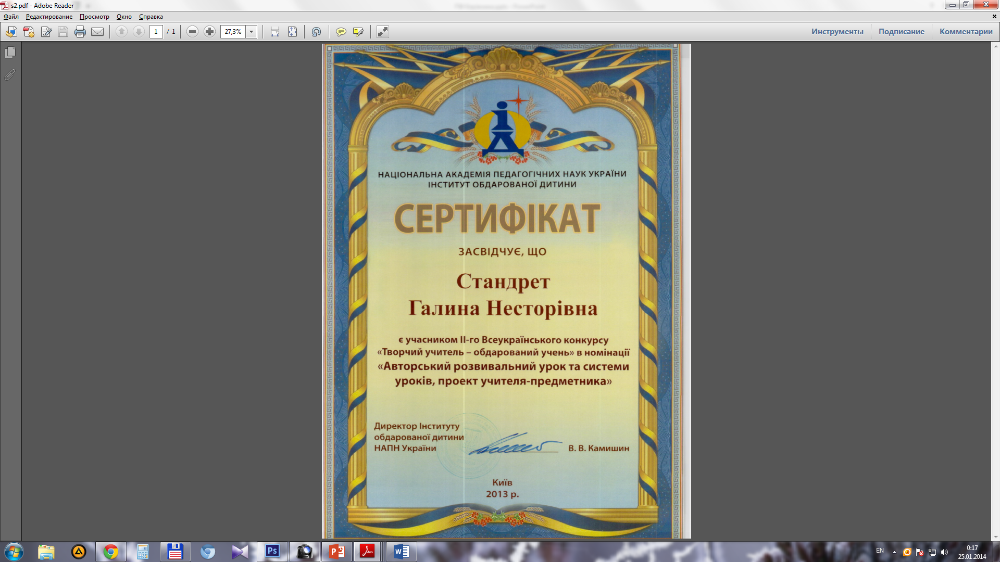 s2.pdf - Adobe Reader
Файл Редактирование Просмотр Окно Справка
1 / 1 27,3% Инструменты Подписание Комментарии
НАЦІОНАЛЬНА АКАДЕМІЯ ПЕДАГОГІЧНИХ НАУК УКРАЇНИ
ІНСТИТУТ ОБДАРОВАНОЇ ДИТИНИ
СЕРТИФІКАТ
ЗАСВІДЧУЄ, ЩО
Стандрет
Галина Несторівна
є учасником ІІ-го Всеукраїнського конкурсу
«Творчий учитель – обдарований учень» в номінації
«Авторський розвивальний урок та системи
уроків, проект учителя-предметника»
Директор Інституту
обдарованої дитини
НАПН України
В. В. Камишин
Київ
2013 р.
EN
0:17
25.01.2014